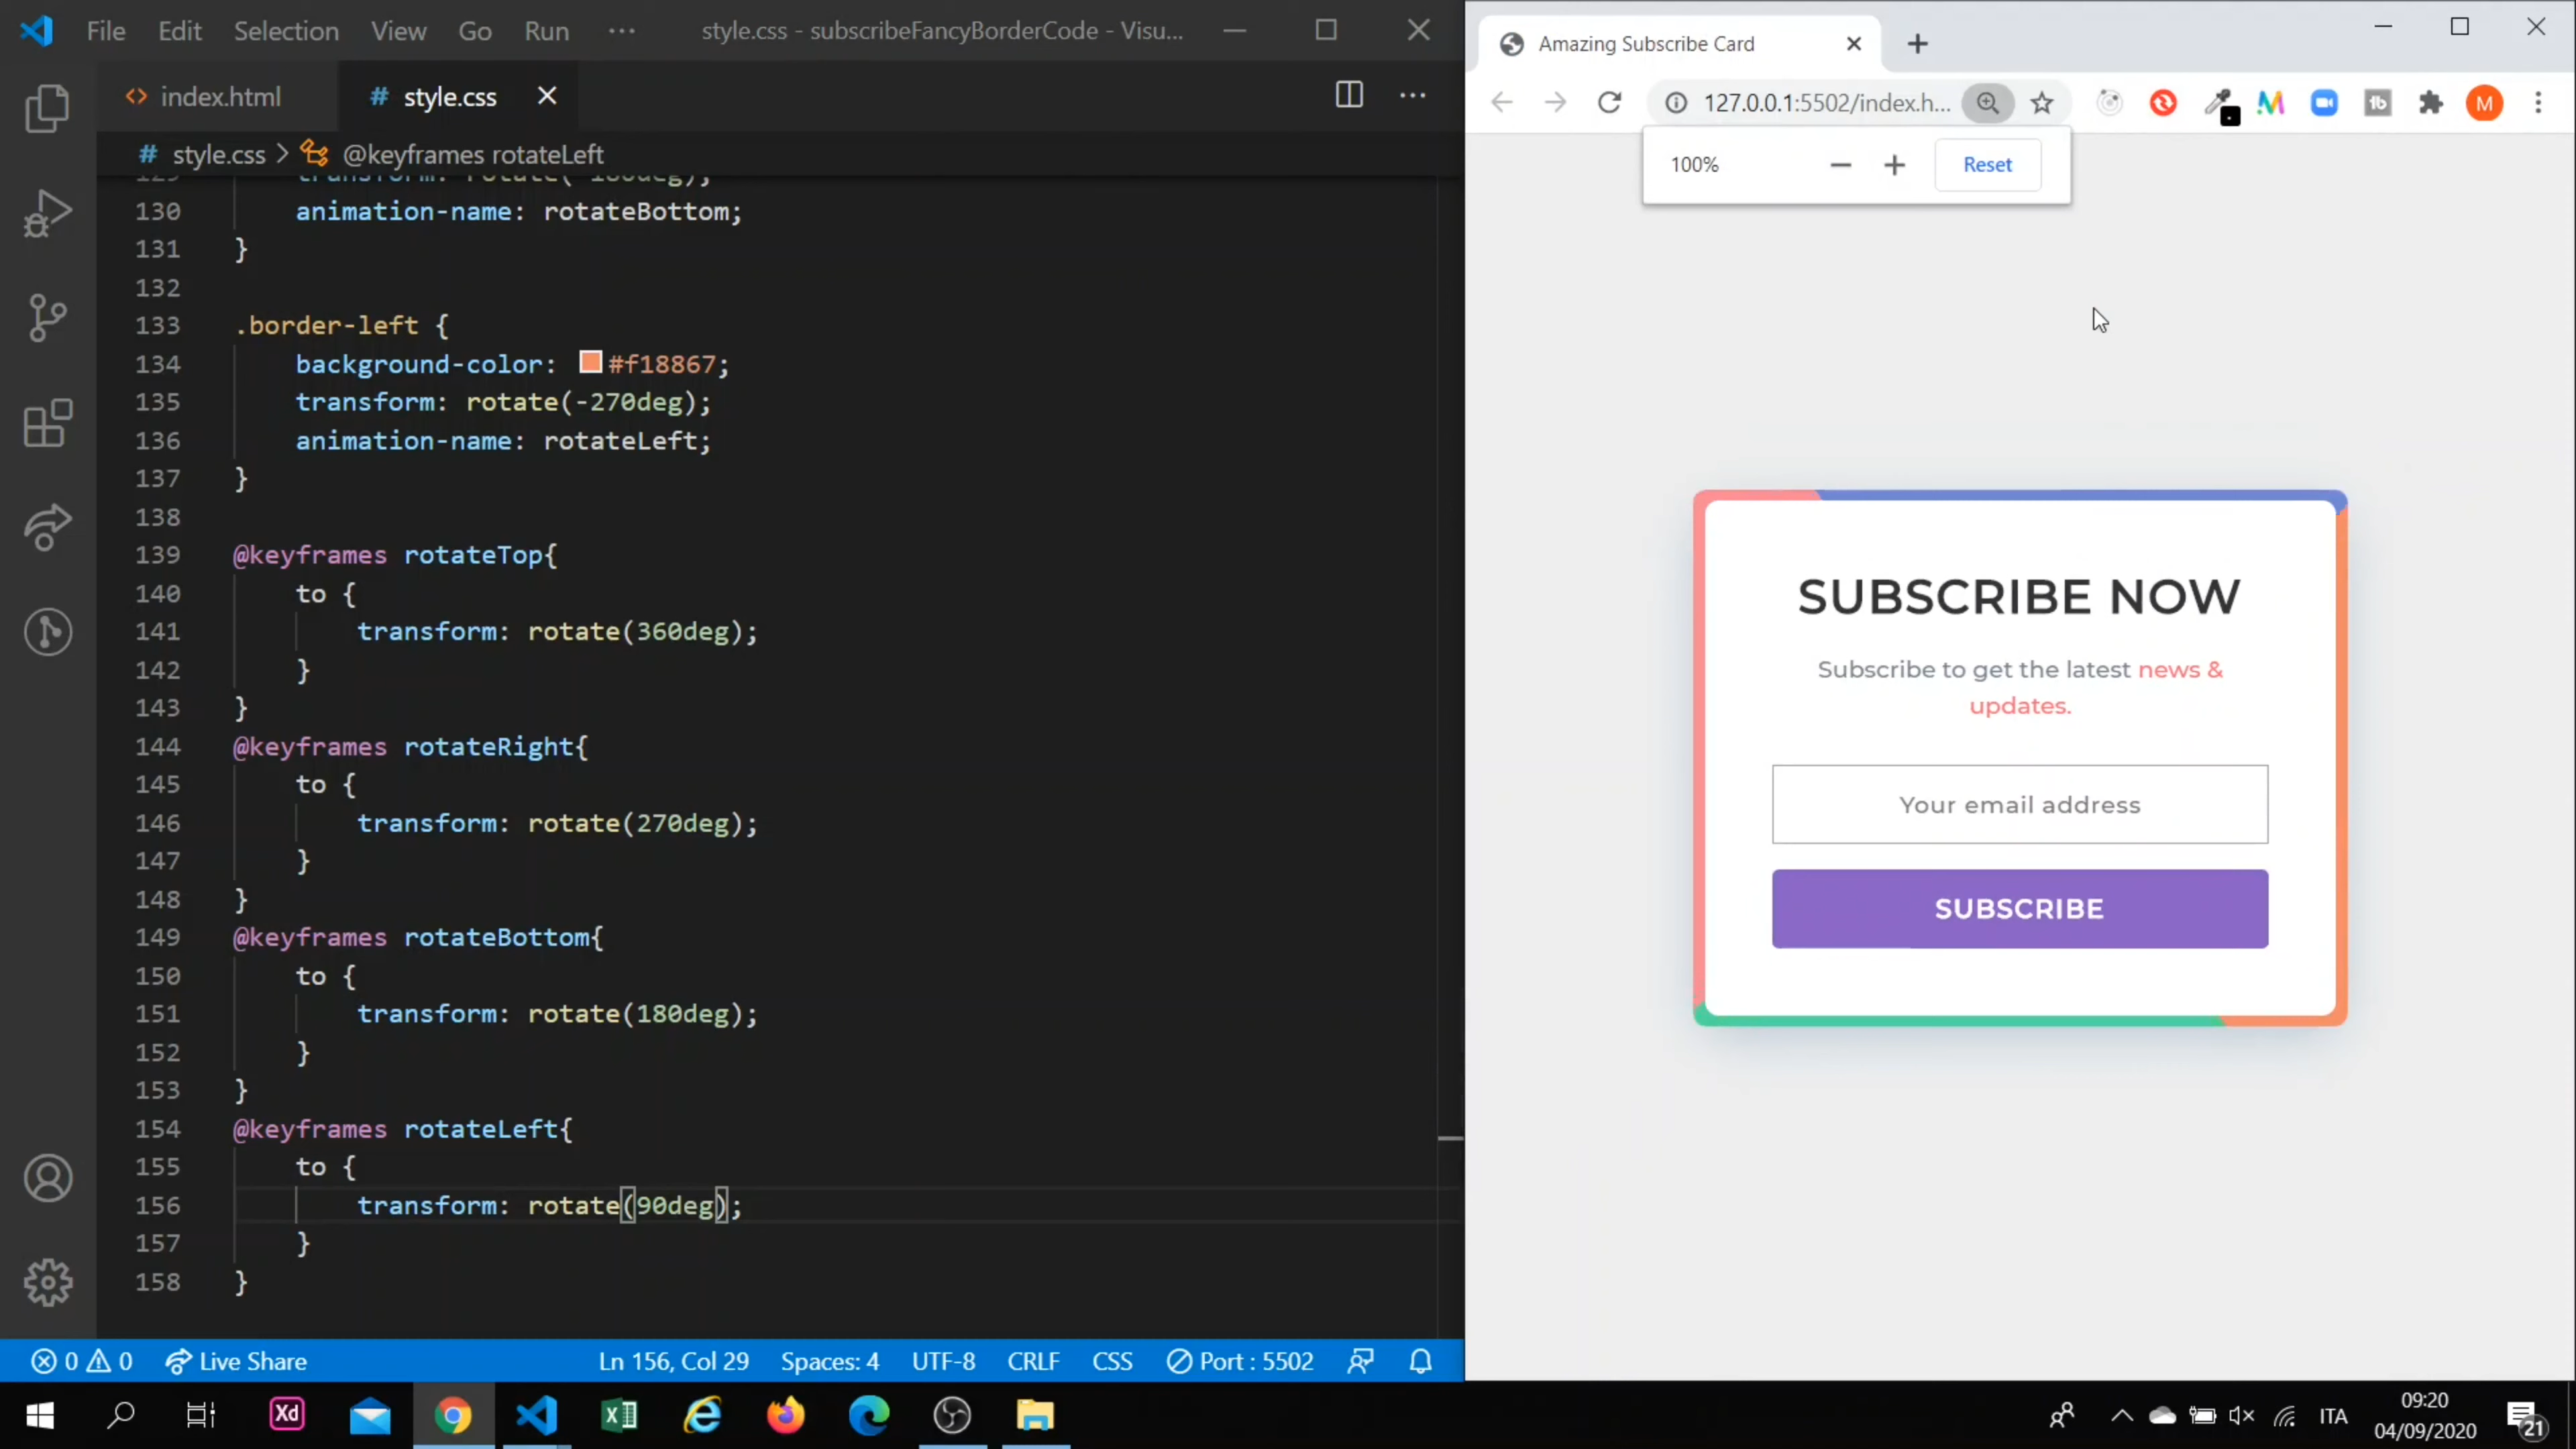 File Edit Selection View Go Run ··· style.css - subscribeFancyBorderCode - Visu...
index.html # style.css
# style.css > @keyframes rotateLeft
129 transform: rotate(-180deg);
130 animation-name: rotateBottom;
131 }
132
133 .border-left {
134 background-color: #f18867;
135 transform: rotate(-270deg);
136 animation-name: rotateLeft;
137 }
138
139 @keyframes rotateTop{
140 to {
141 transform: rotate(360deg);
142 }
143 }
144 @keyframes rotateRight{
145 to {
146 transform: rotate(270deg);
147 }
148 }
149 @keyframes rotateBottom{
150 to {
151 transform: rotate(180deg);
152 }
153 }
154 @keyframes rotateLeft{
155 to {
156 transform: rotate(90deg);
157 }
158 }
0 0 Live Share Ln 156, Col 29 Spaces: 4 UTF-8 CRLF CSS Port : 5502
Amazing Subscribe Card
127.0.0.1:5502/index.h... M
100% − + Reset
SUBSCRIBE NOW
Subscribe to get the latest news &
updates.
Your email address
SUBSCRIBE
Xd
ITA
09:20
04/09/2020
21